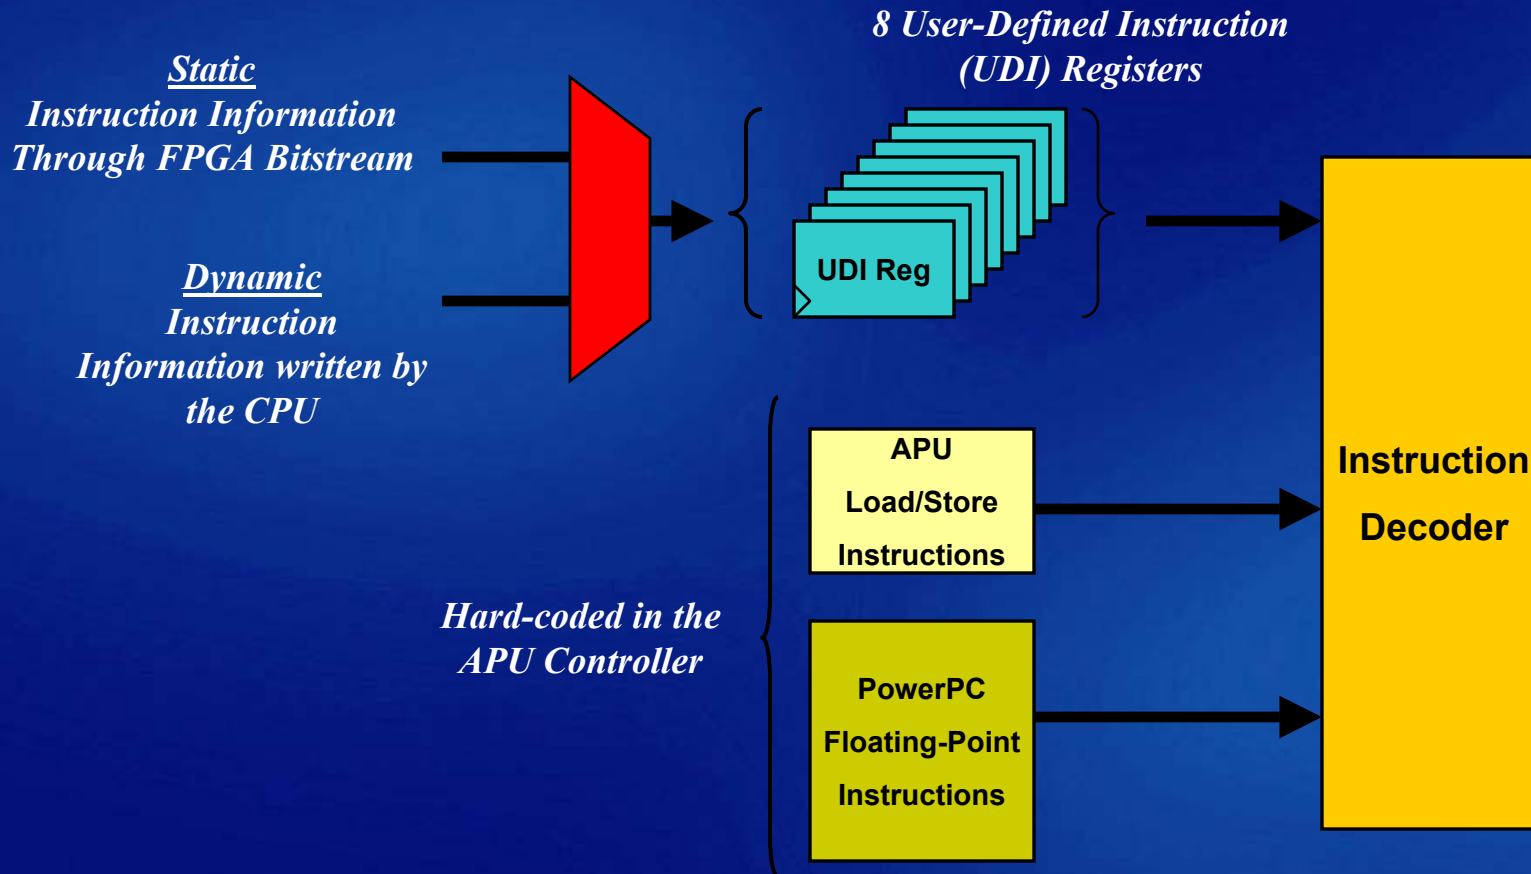 8 User-Defined Instruction
(UDI) Registers
Static
Instruction Information
Through FPGA Bitstream
Dynamic
Instruction
Information written by
the CPU
UDI Reg
APU
Load/Store
Instructions
Hard-coded in the
APU Controller
PowerPC
Floating-Point
Instructions
Instruction
Decoder